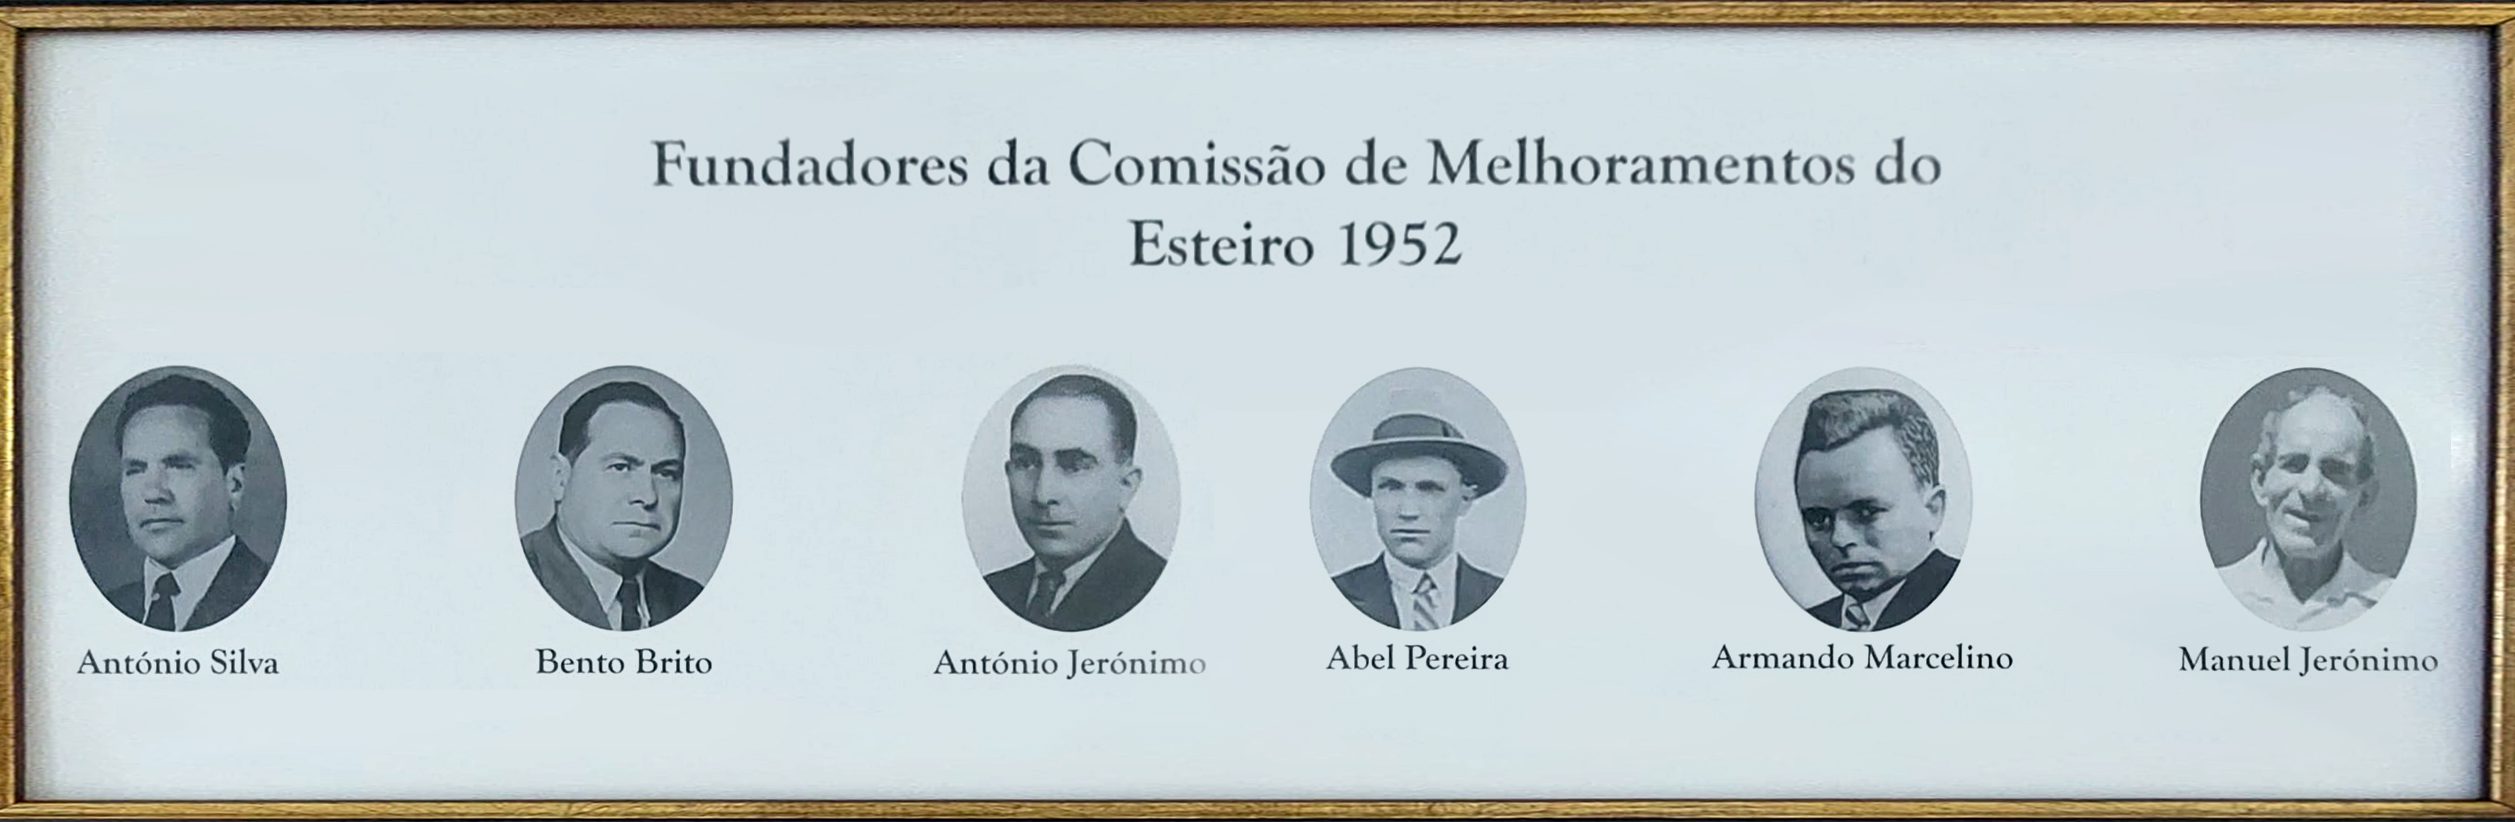 Fundadores da Comissão de Melhoramentos do
Esteiro 1952
António Silva
Bento Brito
António Jerónimo
Abel Pereira
Armando Marcelino
Manuel Jerónimo